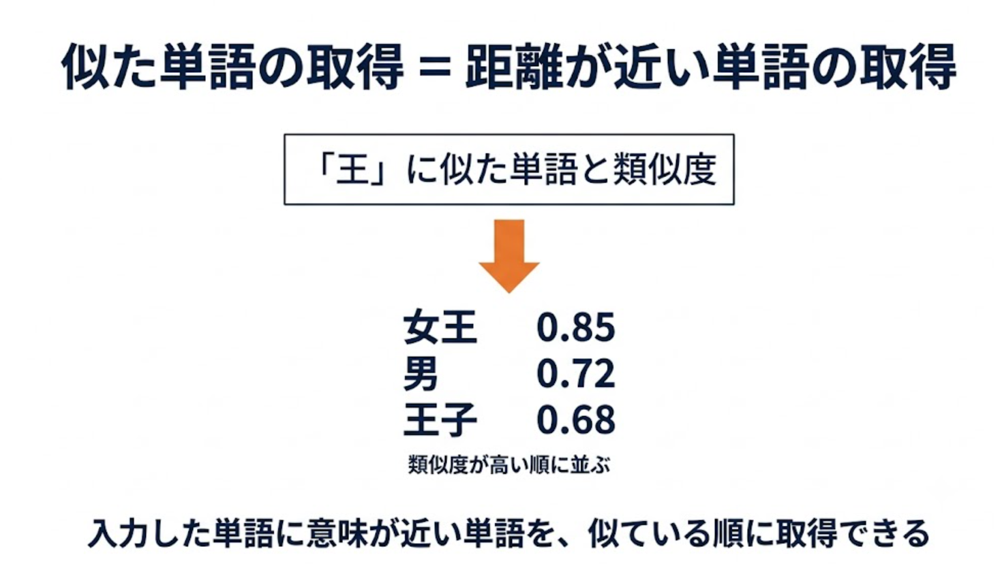 似た単語の取得 = 距離が近い単語の取得
「王」に似た単語と類似度
女王 0.85
男 0.72
王子 0.68
類似度が高い順に並ぶ
入力した単語に意味が近い単語を、似ている順に取得できる